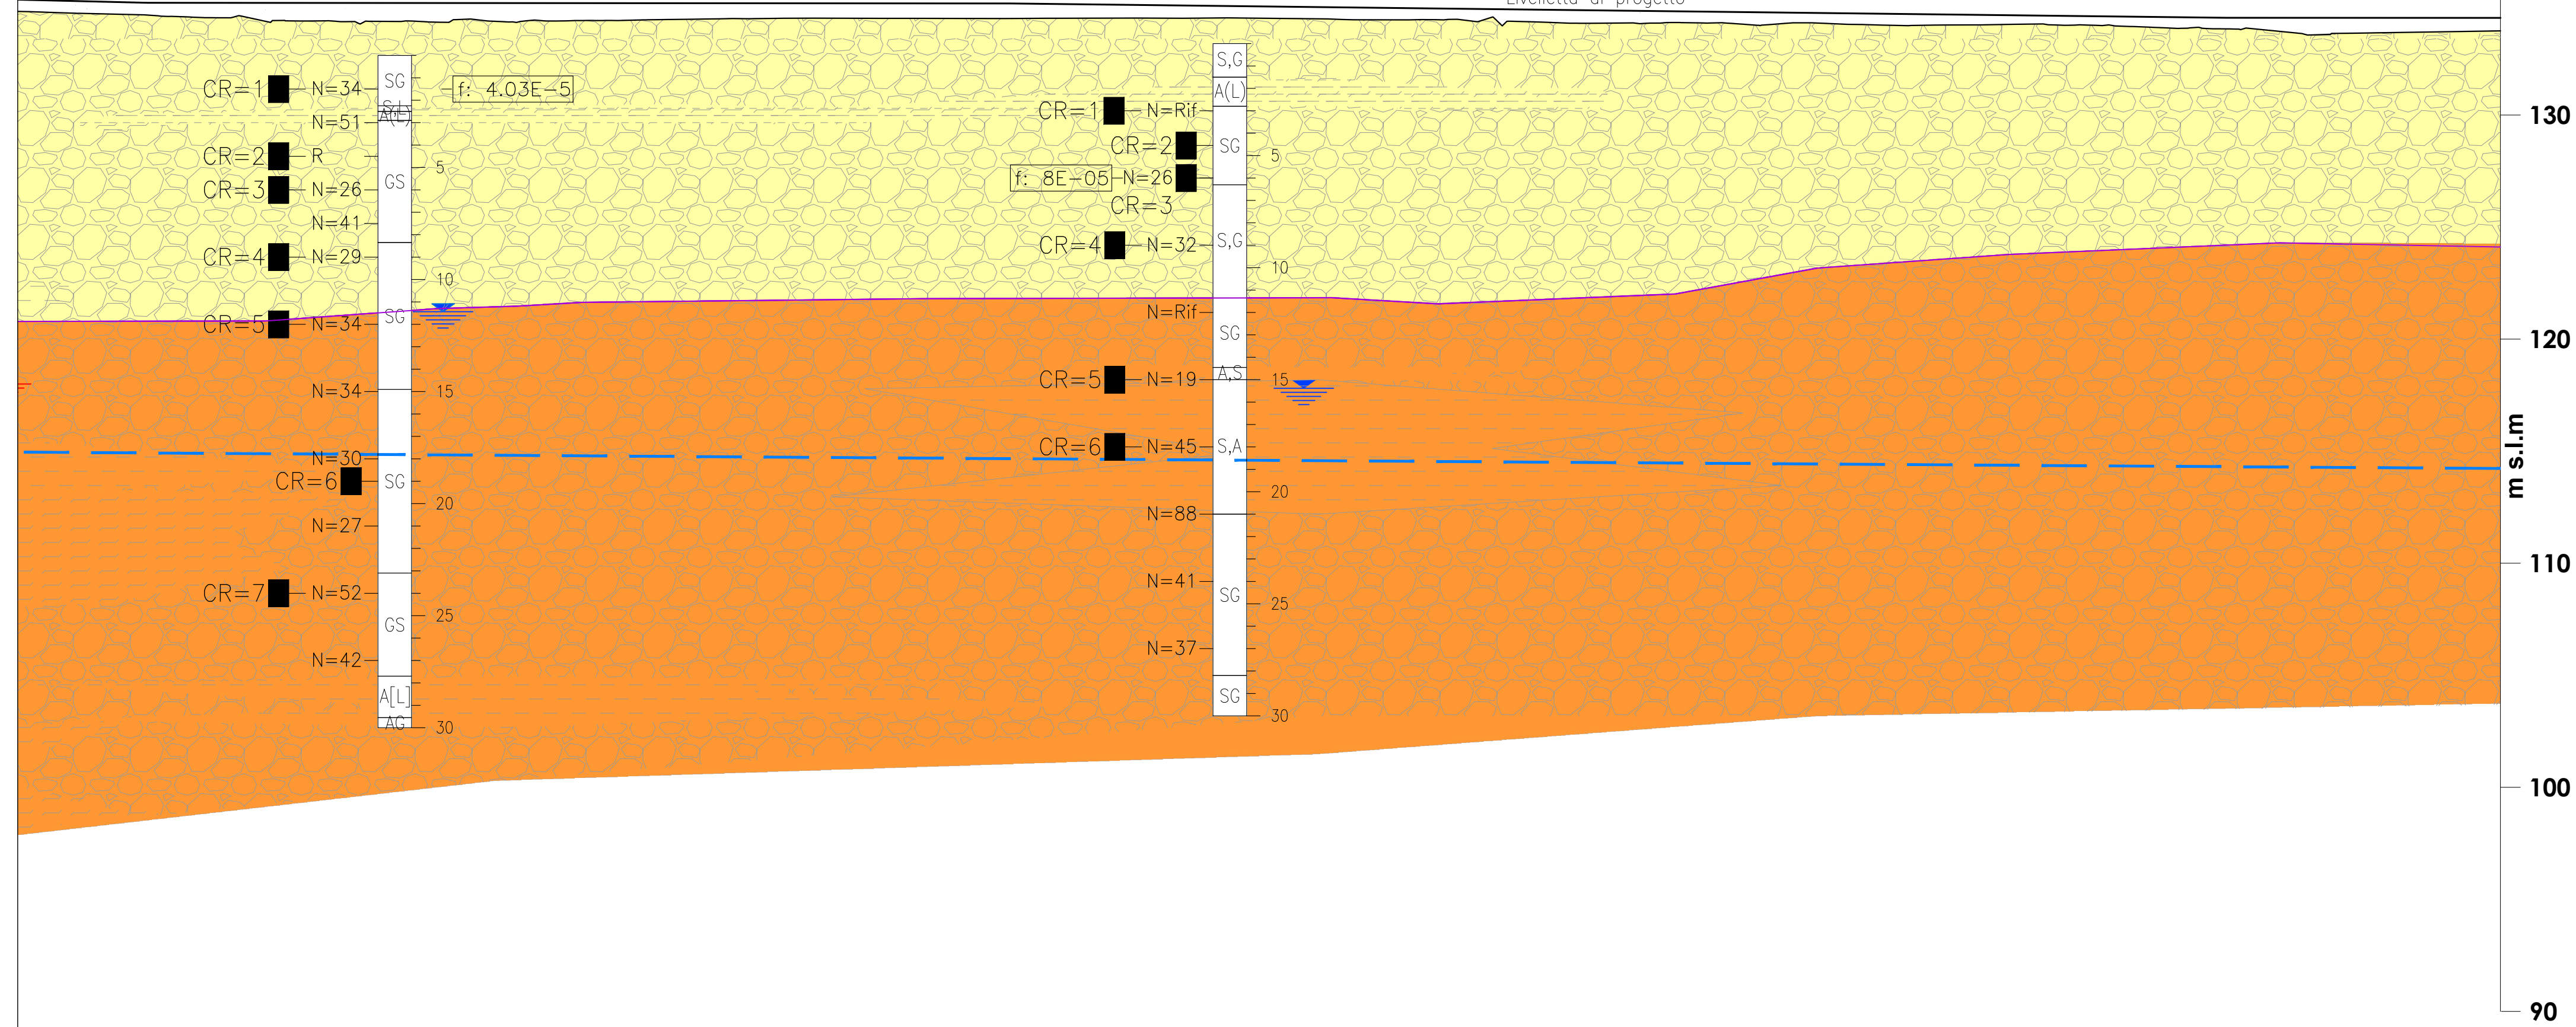 Livelletta di progetto
CR=1 N=34 SG f: 4.03E-5
S,L)
N=51 A(L)
CR=2 R
5
CR=3 N=26 GS
N=41
CR=4 N=29
10
CR=5 N=34 SG
N=34 15
N=30
CR=6 SG
20
N=27
CR=7 N=52
25
GS
N=42
A[L]
AG 30
S,G
A(L)
CR=1 N=Rif
CR=2 SG
5
f: 8E-05 N=26
CR=3
CR=4 N=32 S,G
10
N=Rif
SG
A,S
CR=5 N=19 15
CR=6 N=45 S,A
20
N=88
N=41
SG
25
N=37
SG
30
130
120
m s.l.m
110
100
90